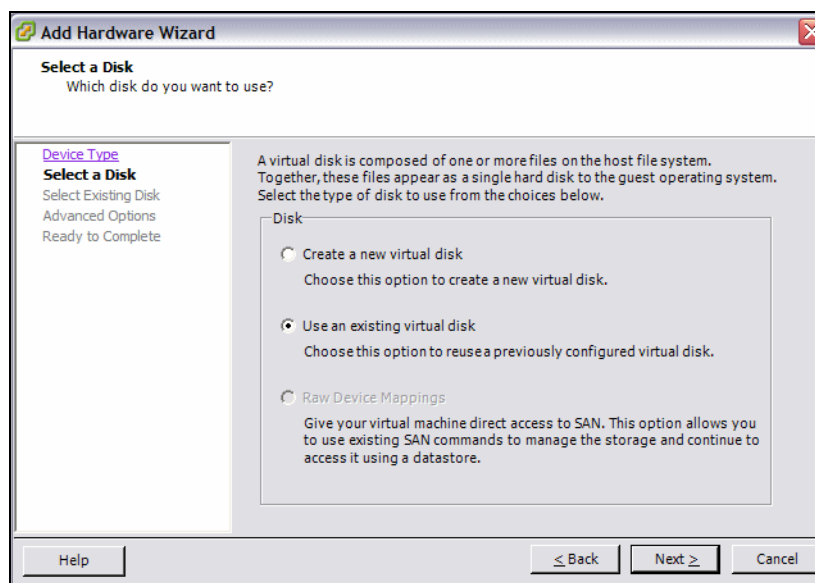 Add Hardware Wizard
Select a Disk
Which disk do you want to use?
Device Type
Select a Disk
Select Existing Disk
Advanced Options
Ready to Complete
A virtual disk is composed of one or more files on the host file system.
Together, these files appear as a single hard disk to the guest operating system.
Select the type of disk to use from the choices below.
Disk
Create a new virtual disk
Choose this option to create a new virtual disk.
Use an existing virtual disk
Choose this option to reuse a previously configured virtual disk.
Raw Device Mappings
Give your virtual machine direct access to SAN. This option allows you
to use existing SAN commands to manage the storage and continue to
access it using a datastore.
Help
< Back
Next >
Cancel